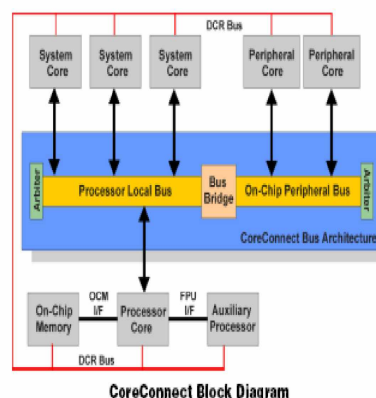 DCR Bus
System
Core
System
Core
System
Core
Peripheral
Core
Peripheral
Core
Arbiter
Processor Local Bus
Bus
Bridge
On-Chip Peripheral Bus
Arbiter
CoreConnect Bus Architecture
On-Chip
Memory
OCM
I/F
Processor
Core
FPU
I/F
Auxiliary
Processor
DCR Bus
CoreConnect Block Diagram